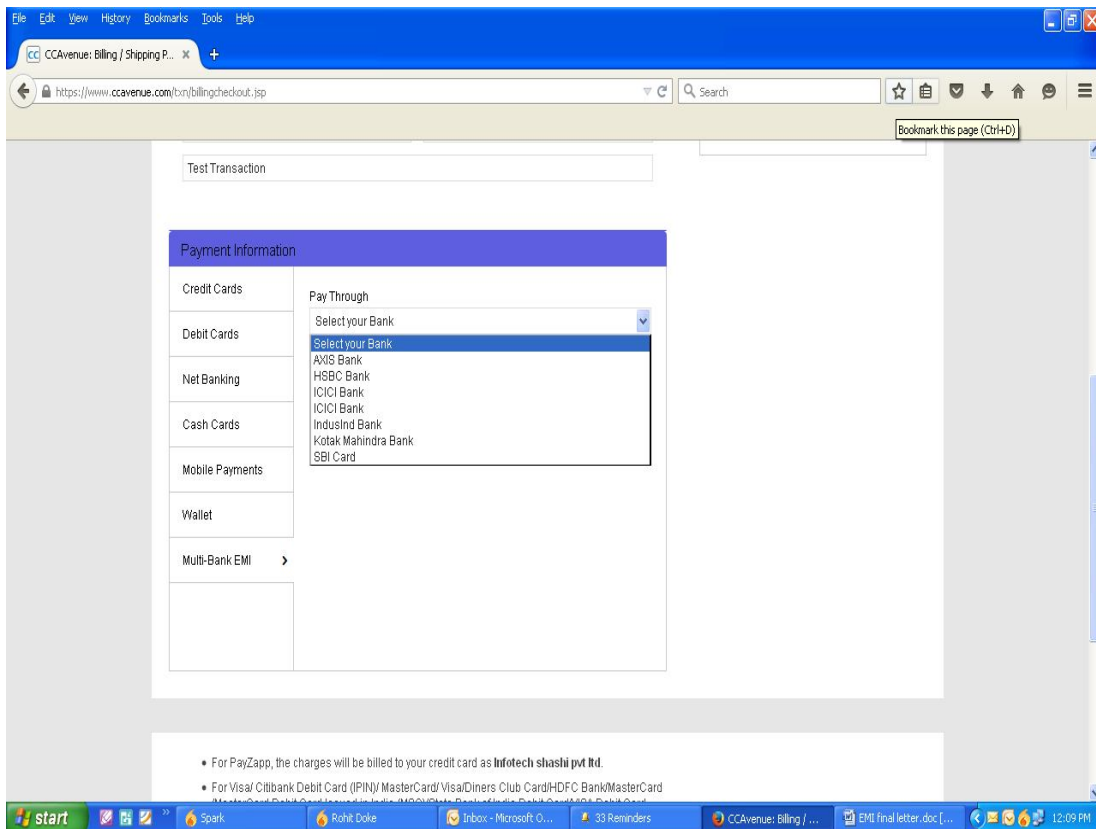 File Edit View History Bookmarks Tools Help
CC CCAvenue: Billing / Shipping P... x +
https://www.ccavenue.com/txn/billingcheckout.jsp
Search
Bookmark this page (Ctrl+D)
Test Transaction
Payment Information
Credit Cards
Debit Cards
Net Banking
Cash Cards
Mobile Payments
Wallet
Multi-Bank EMI
Pay Through
Select your Bank
Select your Bank
AXIS Bank
HSBC Bank
ICICI Bank
ICICI Bank
IndusInd Bank
Kotak Mahindra Bank
SBI Card
• For PayZapp, the charges will be billed to your credit card as Infotech shashi pvt ltd.
• For Visa/ Citibank Debit Card (IPIN)/ MasterCard/ Visa/Diners Club Card/HDFC Bank/MasterCard
start Spark Rohit Doke Inbox - Microsoft O... 33 Reminders CCAvenue: Billing / ... EMI final letter.doc [... 12:09 PM